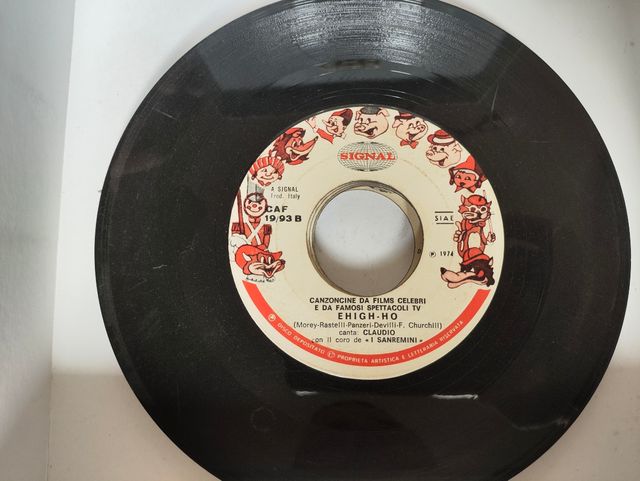 SIGNAL
A SIGNAL
Prod. Italy
CAF
19/93 B
SIAE
℗ 1974
CANZONCINE DA FILMS CELEBRI
E DA FAMOSI SPETTACOLI TV
EHIGH-HO
(Morey-Rastelli-Panzeri-Devilli-F. Churchill)
canta: CLAUDIO
con il coro de «I SANREMINI»
DISCO DEPOSITATO © PROPRIETA ARTISTICA E LETTERARIA RISERVATA